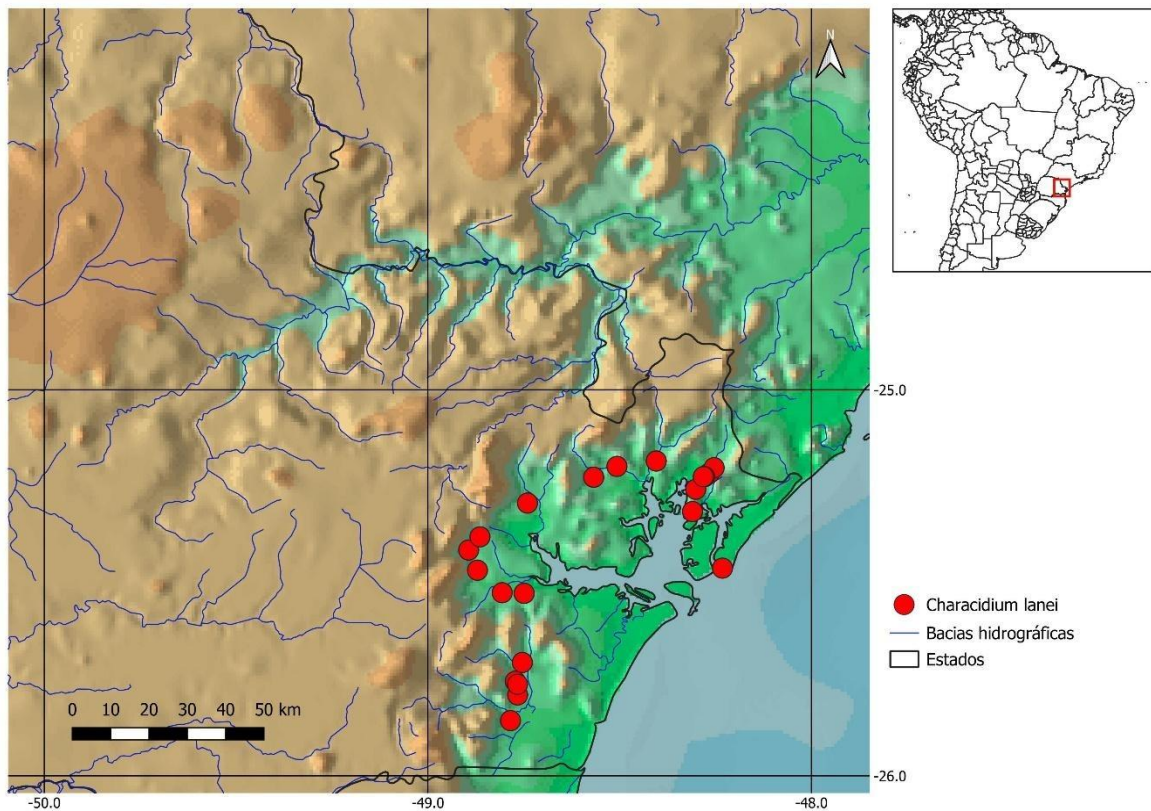 N
-25.0
Characidium lanei
Bacias hidrográficas
Estados
0 10 20 30 40 50 km
-26.0
-50.0 -49.0 -48.0